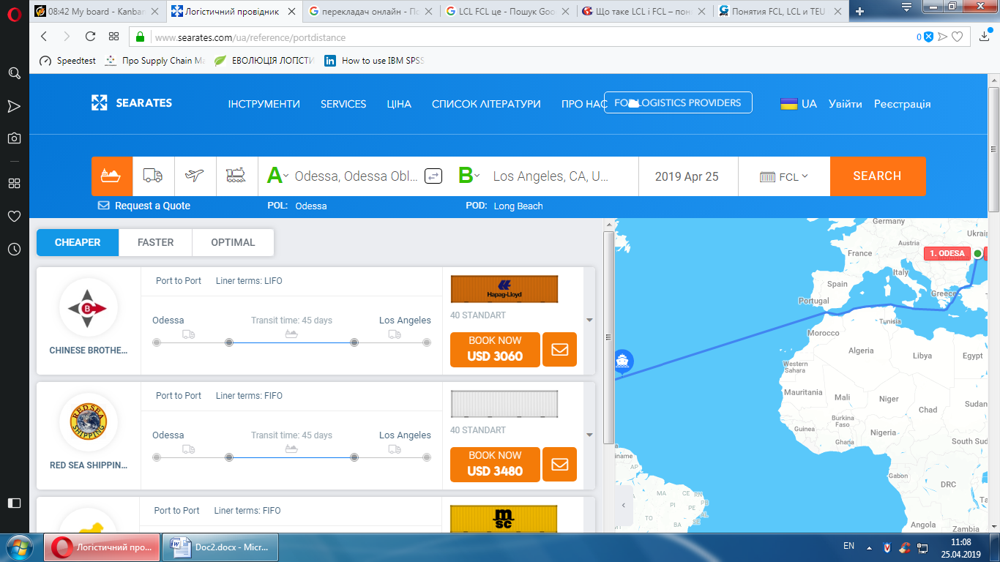 08:42 My board - Kanban
Логістичний провідник
перекладач онлайн - По
LCL FCL це - Пошук Go
Що таке LCL і FCL – пон
Понятия FCL, LCL и TEU
www.searates.com/ua/reference/portdistance
0
Speedtest
Про Supply Chain Ma
ЕВОЛЮЦІЯ ЛОГІСТИ
How to use IBM SPSS
SEARATES
ІНСТРУМЕНТИ
SERVICES
ЦІНА
СПИСОК ЛІТЕРАТУРИ
ПРО НАС
FOR LOGISTICS PROVIDERS
UA
Увійти
Реєстрація
A
Odessa, Odessa Obl...
B
Los Angeles, CA, U...
2019 Apr 25
FCL
SEARCH
Request a Quote
POL: Odessa
POD: Long Beach
CHEAPER
FASTER
OPTIMAL
Port to Port
Liner terms: LIFO
Odessa
Transit time: 45 days
Los Angeles
B
CHINESE BROTHE...
Hapag-Lloyd
40 STANDART
BOOK NOW
USD 3060
Port to Port
Liner terms: FIFO
Odessa
Transit time: 45 days
Los Angeles
RED SEA SHIPPING
RED SEA SHIPPIN...
40 STANDART
BOOK NOW
USD 3480
Port to Port
Liner terms: FIFO
msc
Germany
Ukrai
Austria
France
1. ODESA
Italy
Spain
Greece
Portugal
Tunisia
Morocco
Algeria
Libya
Egypt
Western
Sahara
Mauritania
Mali
Niger
Chad
Sudan
Burkina
Faso
Guinea
Nigeria
Ghana
South Sud
iname
AP
Gabon
DRC
MA
CE
RN
PB
PI
PE
AL
TO
BA
SE
Ta
Angola
Zambia
Логістичний про...
Doc2.docx - Micr...
EN
11:08
25.04.2019